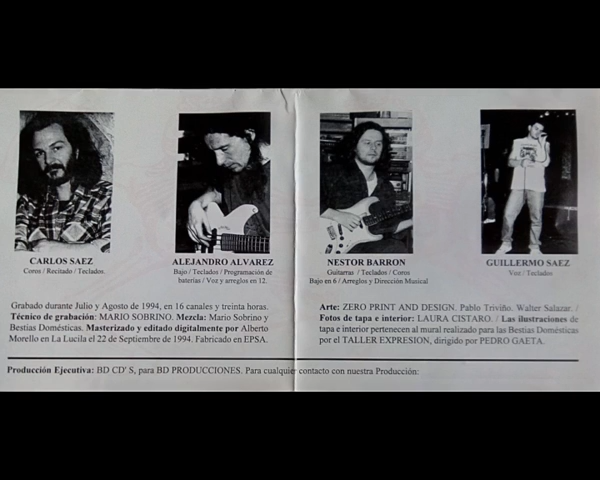 CARLOS SAEZ
Coros / Recitado / Teclados.
ALEJANDRO ALVAREZ
Bajo / Teclados / Programación de
baterías / Voz y arreglos en 12.
NESTOR BARRON
Guitarras / Teclados / Coros
Bajo en 6 / Arreglos y Dirección Musical
GUILLERMO SAEZ
Voz / Teclados
Grabado durante Julio y Agosto de 1994, en 16 canales y treinta horas.
Técnico de grabación: MARIO SOBRINO. Mezcla: Mario Sobrino y
Bestias Domésticas. Masterizado y editado digitalmente por Alberto
Morello en La Lucila el 22 de Septiembre de 1994. Fabricado en EPSA.
Arte: ZERO PRINT AND DESIGN. Pablo Triviño. Walter Salazar. /
Fotos de tapa e interior: LAURA CISTARO. / Las ilustraciones de
tapa e interior pertenecen al mural realizado para las Bestias Domésticas
por el TALLER EXPRESION, dirigido por PEDRO GAETA.
Producción Ejecutiva: BD CD' S, para BD PRODUCCIONES. Para cualquier contacto con nuestra Producción: